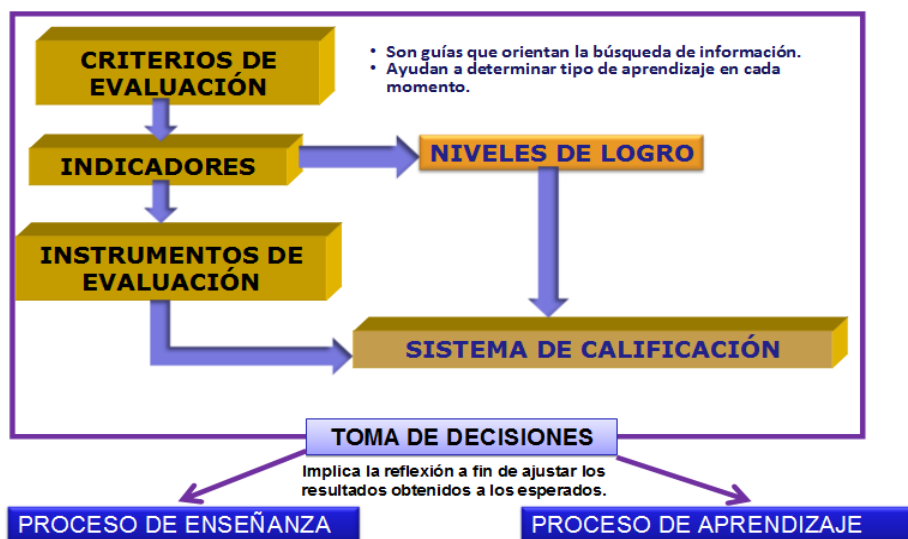 CRITERIOS DE
EVALUACIÓN
• Son guías que orientan la búsqueda de información.
• Ayudan a determinar tipo de aprendizaje en cada
momento.
INDICADORES
NIVELES DE LOGRO
INSTRUMENTOS DE
EVALUACIÓN
SISTEMA DE CALIFICACIÓN
TOMA DE DECISIONES
Implica la reflexión a fin de ajustar los
resultados obtenidos a los esperados.
PROCESO DE ENSEÑANZA
PROCESO DE APRENDIZAJE